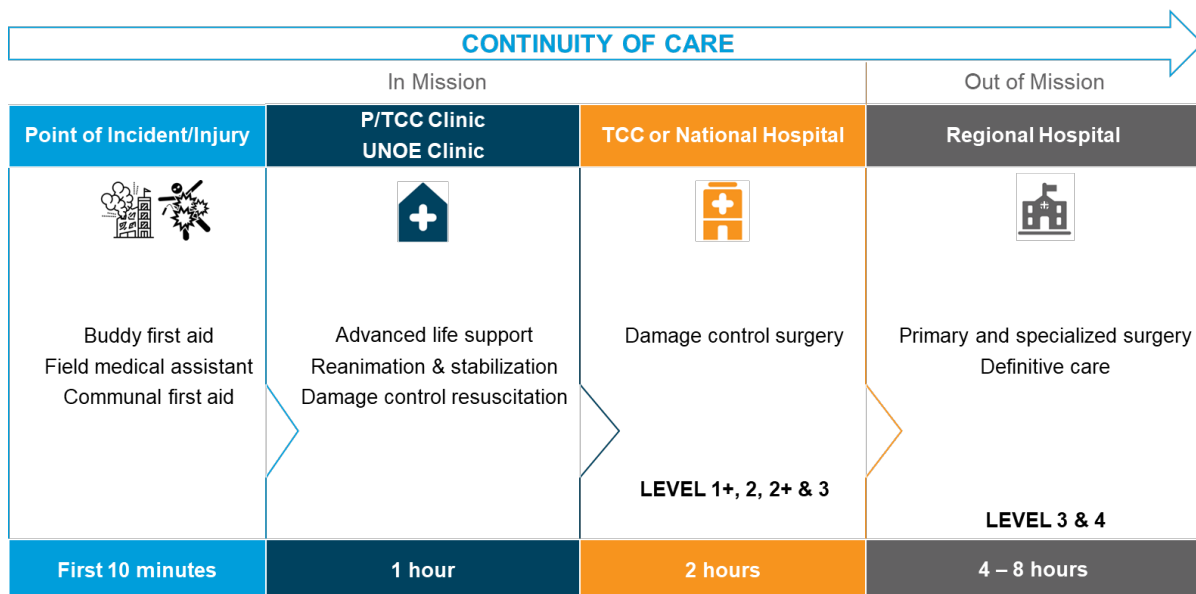 CONTINUITY OF CARE
In Mission
Out of Mission
Point of Incident/Injury
P/TCC Clinic
UNOE Clinic
TCC or National Hospital
Regional Hospital
Buddy first aid
Field medical assistant
Communal first aid
Advanced life support
Reanimation & stabilization
Damage control resuscitation
Damage control surgery
Primary and specialized surgery
Definitive care
LEVEL 1+, 2, 2+ & 3
LEVEL 3 & 4
First 10 minutes
1 hour
2 hours
4 – 8 hours